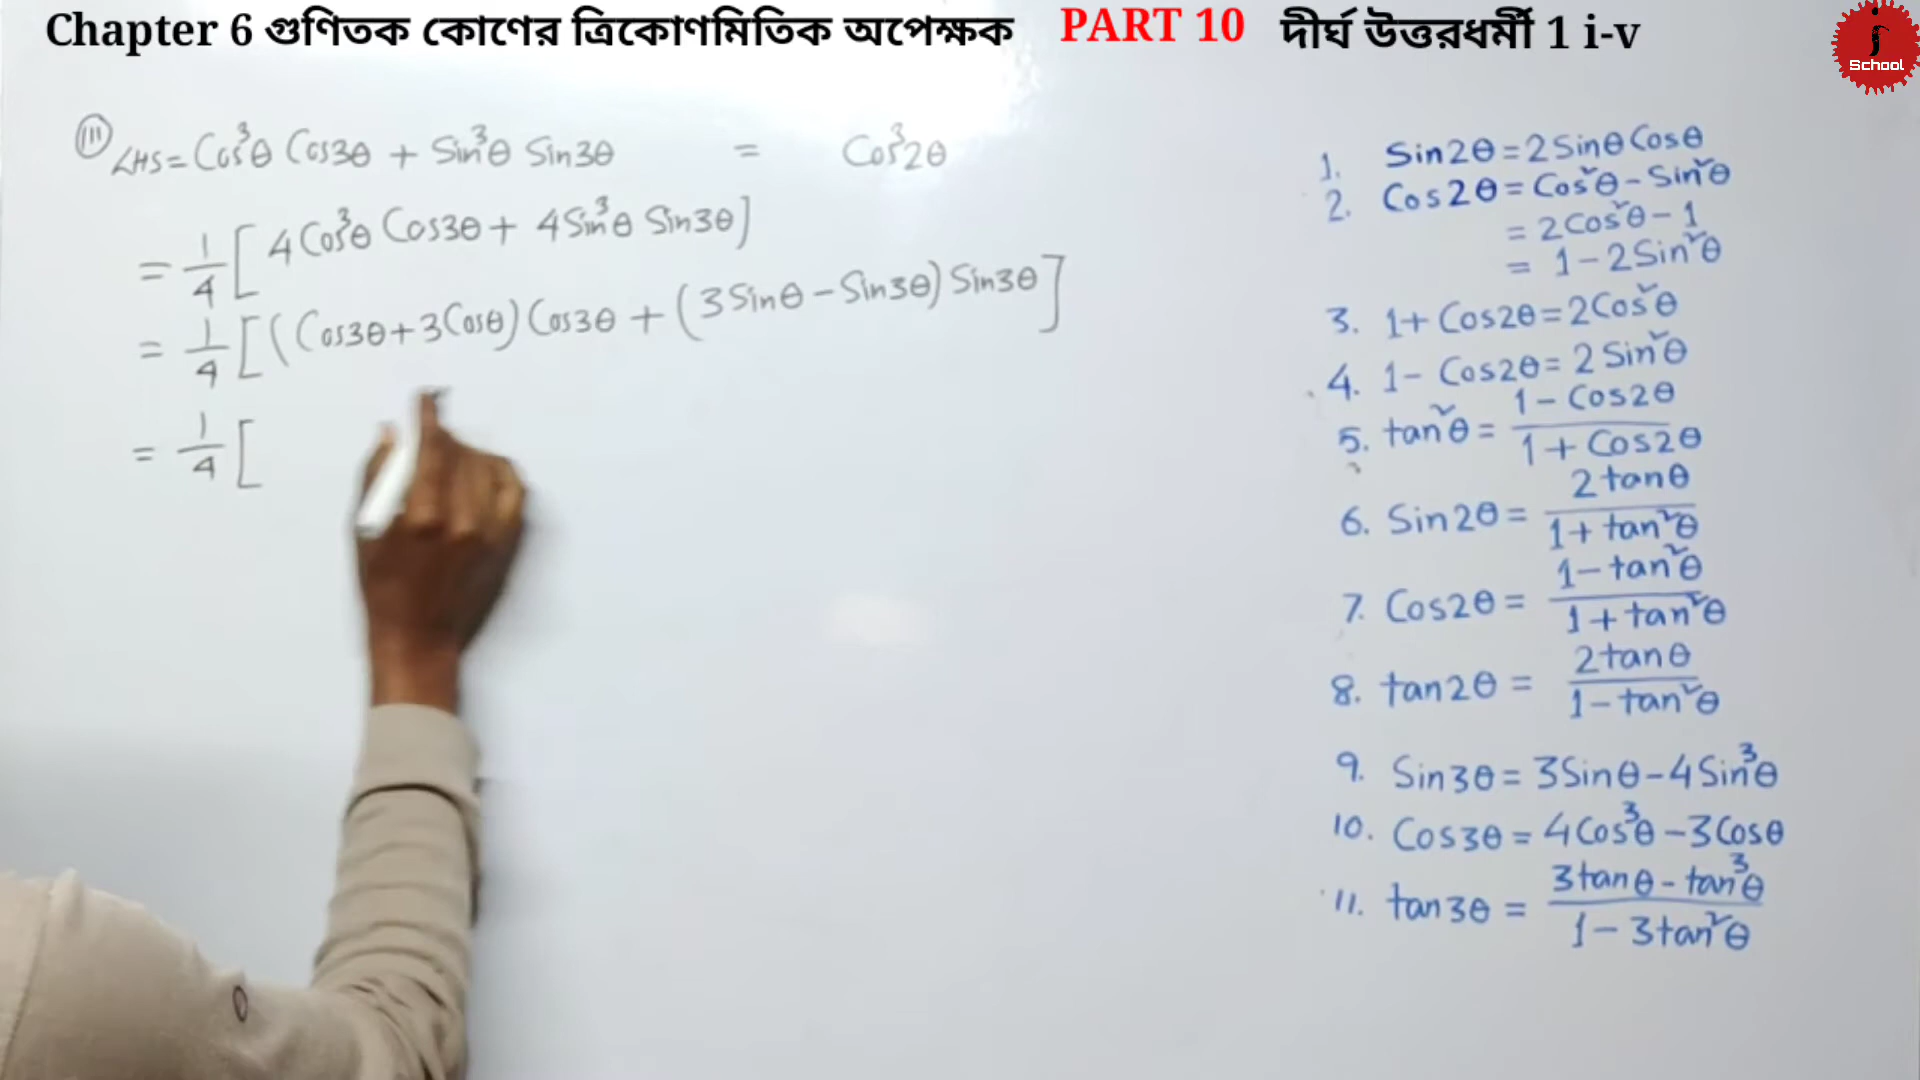 Chapter 6 গুণিতক কোণের ত্রিকোণমিতিক অপেক্ষক PART 10 দীর্ঘ উত্তরধর্মী 1 i-v
School
(iii) LHS = Cos³θ Cos3θ + Sin³θ Sin3θ = Cos³2θ
= 1/4 [4Cos³θ Cos3θ + 4Sin³θ Sin3θ]
= 1/4 [(Cos3θ + 3Cosθ) Cos3θ + (3Sinθ - Sin3θ) Sin3θ]
= 1/4 [
1. Sin2θ = 2Sinθ Cosθ
2. Cos2θ = Cos²θ - Sin²θ
= 2Cos²θ - 1
= 1 - 2Sin²θ
3. 1 + Cos2θ = 2Cos²θ
4. 1 - Cos2θ = 2Sin²θ
5. tan²θ = (1 - Cos2θ)/(1 + Cos2θ)
6. Sin2θ = 2tanθ/(1 + tan²θ)
7. Cos2θ = (1 - tan²θ)/(1 + tan²θ)
8. tan2θ = 2tanθ/(1 - tan²θ)
9. Sin3θ = 3Sinθ - 4Sin³θ
10. Cos3θ = 4Cos³θ - 3Cosθ
11. tan3θ = (3tanθ - tan³θ)/(1 - 3tan²θ)